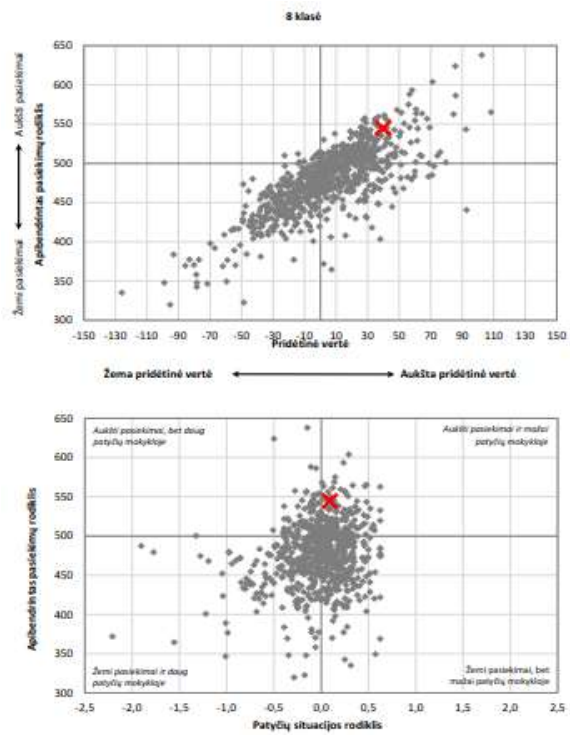 8 klasė
650
600
550
500
450
400
350
300
Aukšti pasiekimai
Žemi pasiekimai
Apibendrintas pasiekimų rodiklis
-150 -130 -110 -90 -70 -50 -30 -10 10 30 50 70 90 110 130 150
Pridėtinė vertė
Žema pridėtinė vertė
Aukšta pridėtinė vertė
650
600
550
500
450
400
350
300
Apibendrintas pasiekimų rodiklis
Aukšti pasiekimai, bet daug
patyčių mokykloje
Aukšti pasiekimai ir mažai
patyčių mokykloje
Žemi pasiekimai ir daug
patyčių mokykloje
Žemi pasiekimai, bet
mažai patyčių mokykloje
-2,5 -2,0 -1,5 -1,0 -0,5 0,0 0,5 1,0 1,5 2,0 2,5
Patyčių situacijos rodiklis